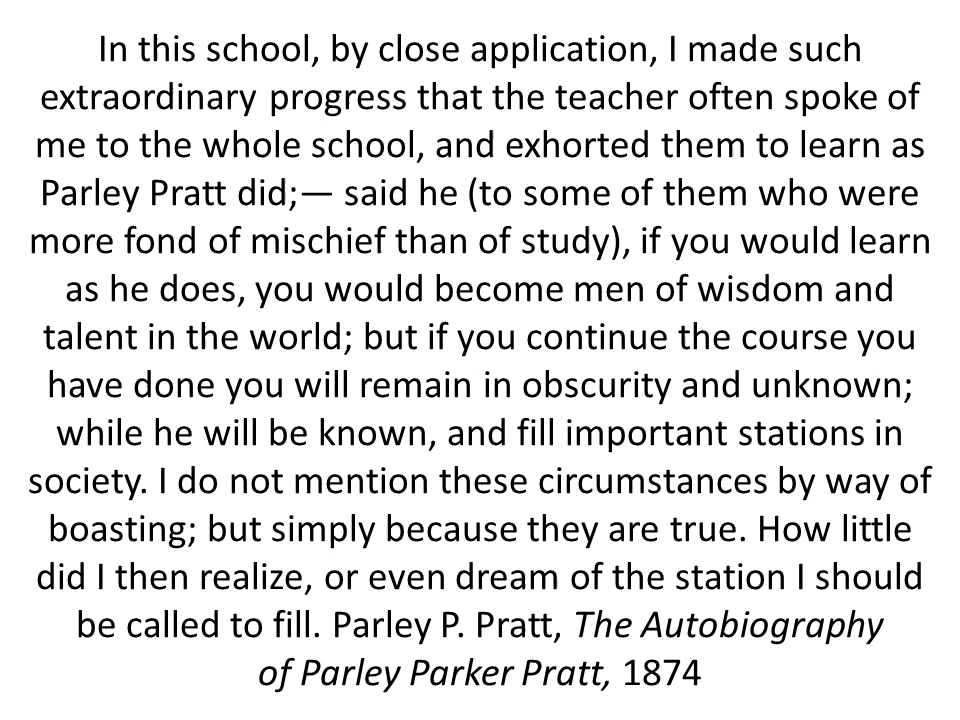 In this school, by close application, I made such
extraordinary progress that the teacher often spoke of
me to the whole school, and exhorted them to learn as
Parley Pratt did;— said he (to some of them who were
more fond of mischief than of study), if you would learn
as he does, you would become men of wisdom and
talent in the world; but if you continue the course you
have done you will remain in obscurity and unknown;
while he will be known, and fill important stations in
society. I do not mention these circumstances by way of
boasting; but simply because they are true. How little
did I then realize, or even dream of the station I should
be called to fill. Parley P. Pratt, The Autobiography
of Parley Parker Pratt, 1874